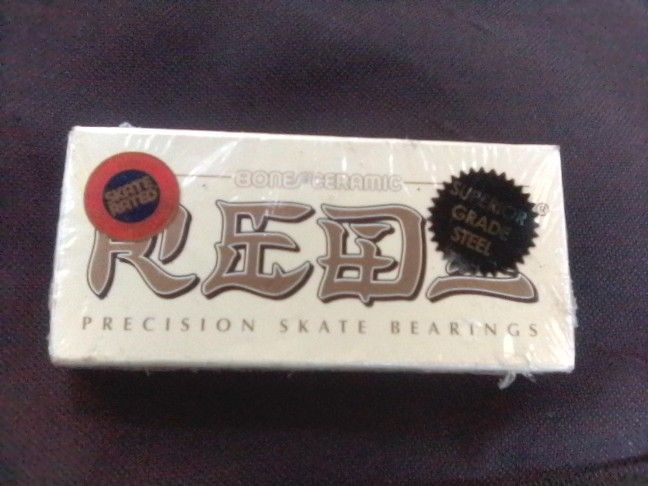 BONES® CERAMIC
REDS®
PRECISION SKATE BEARINGS
SKATE
RATED
SUPERIOR
GRADE
STEEL